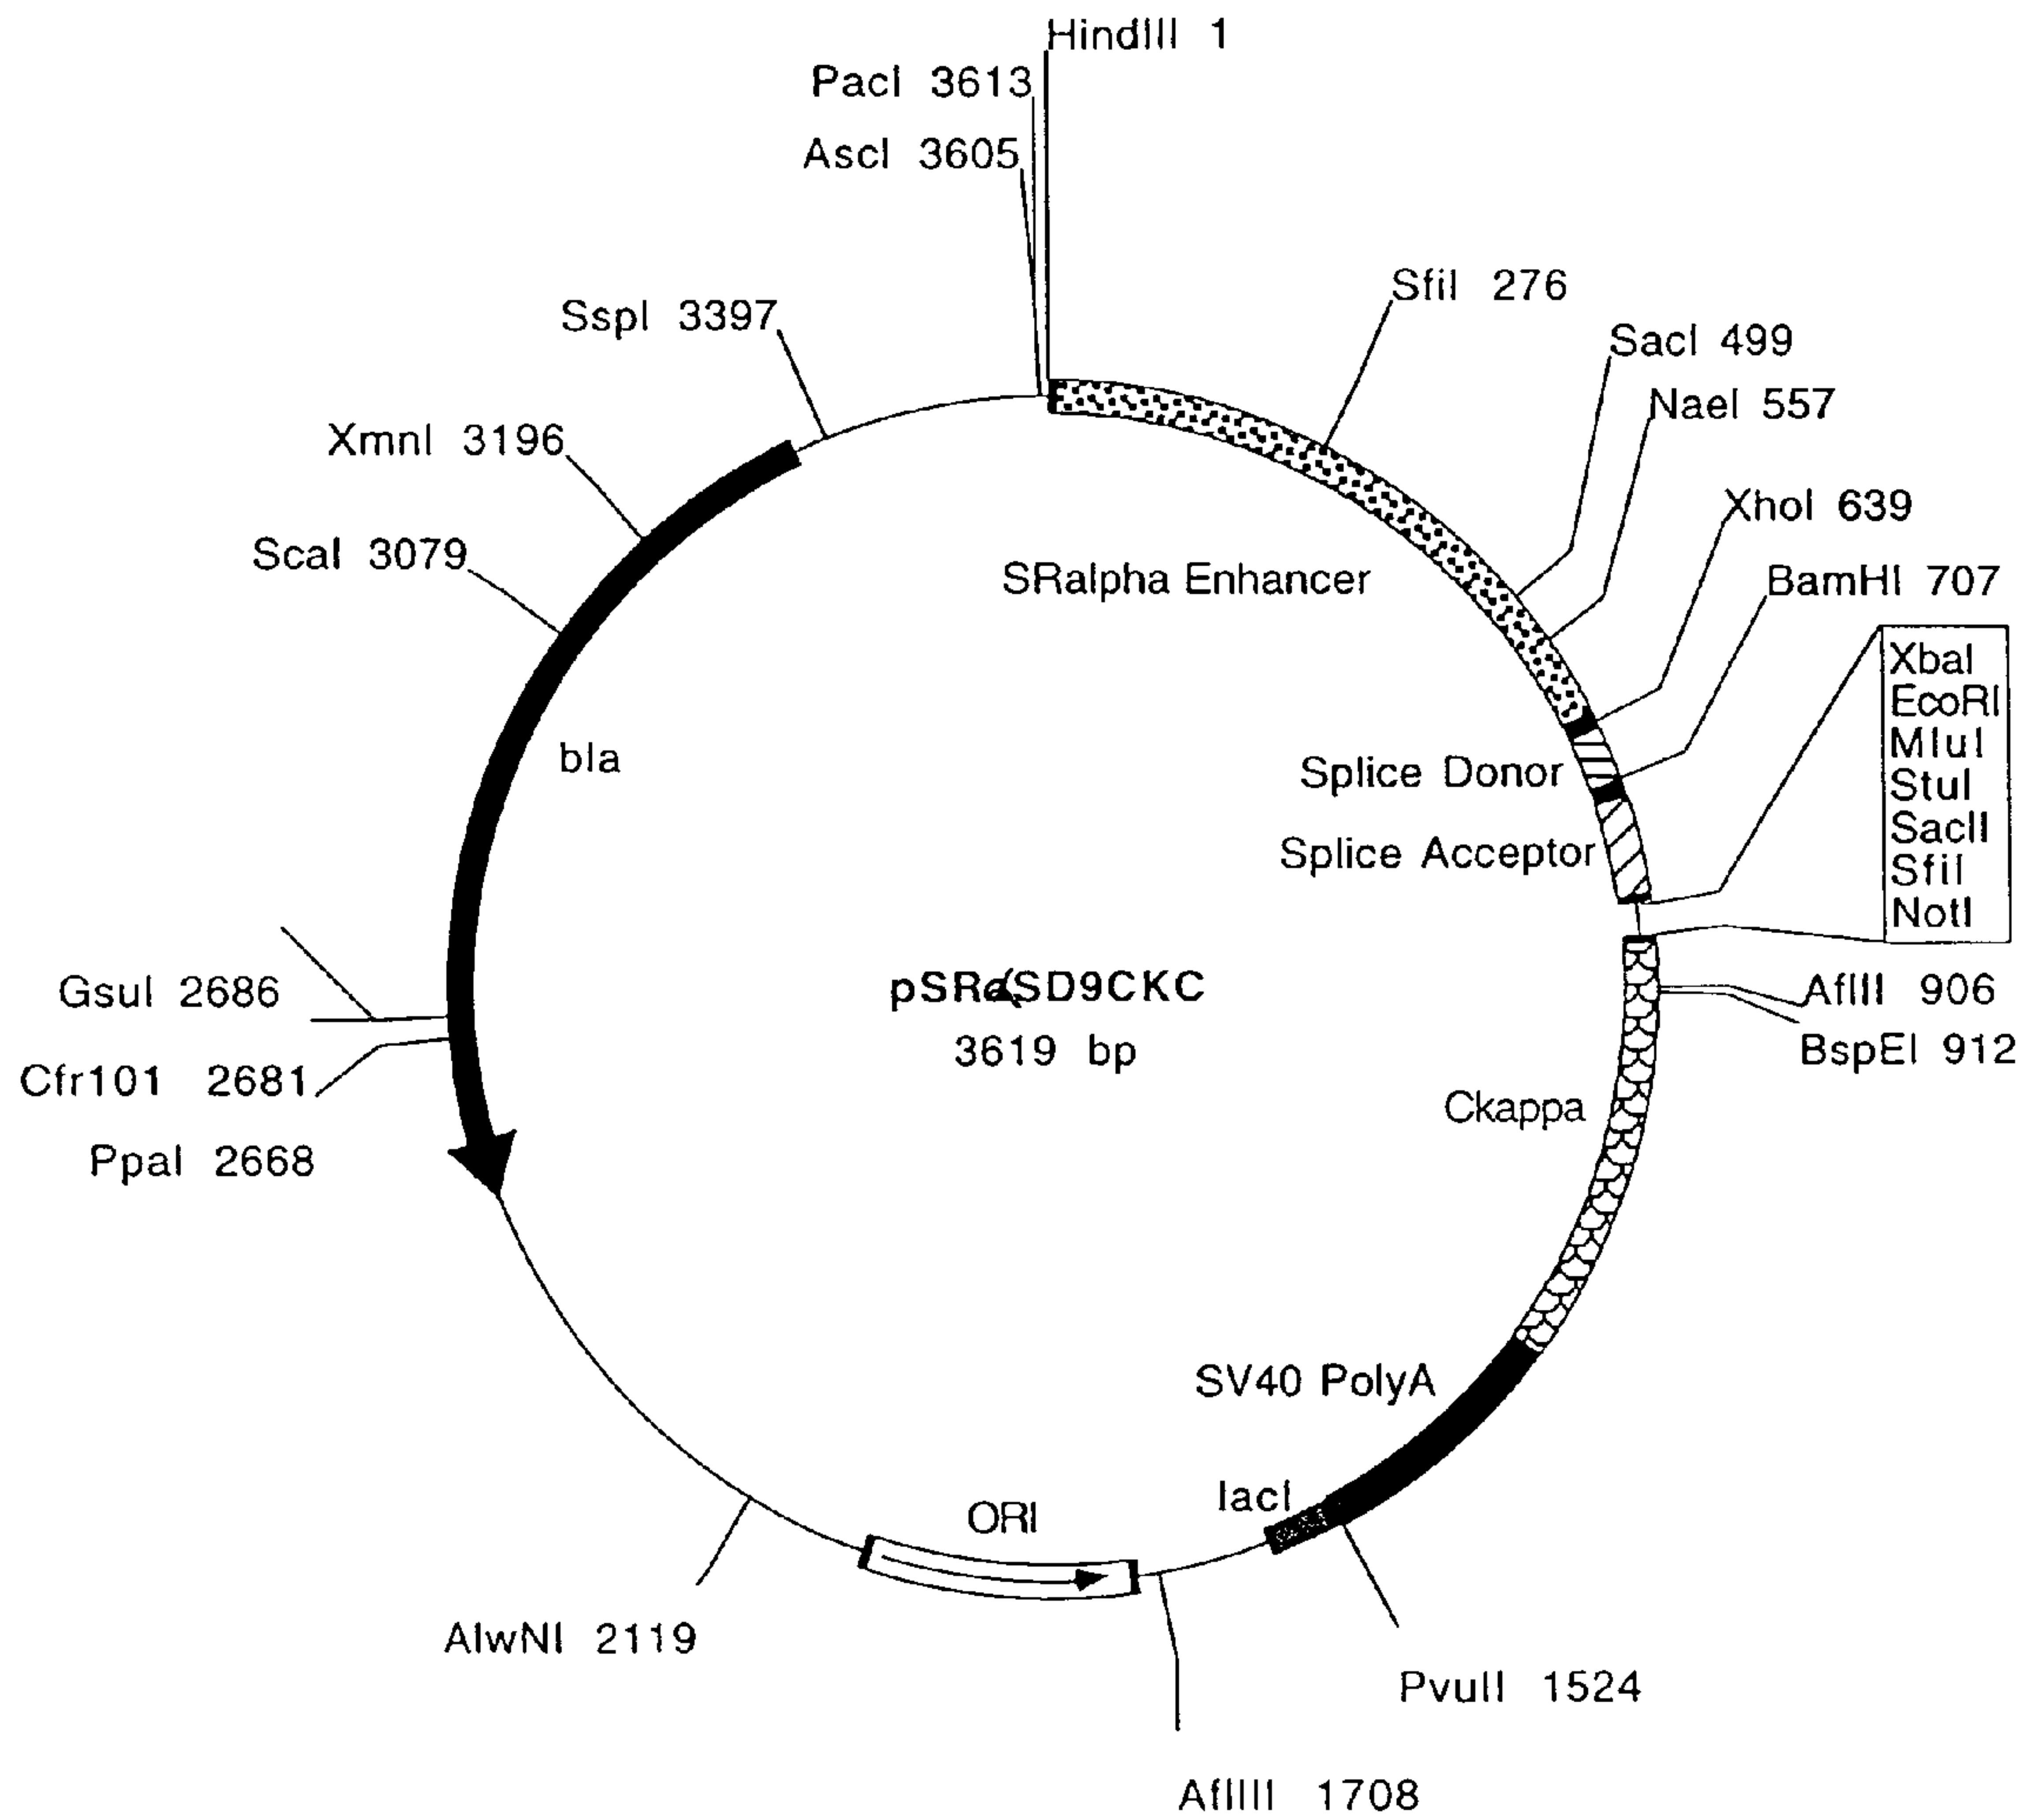 HindIII 1
PacI 3613
AscI 3605
SfiI 276
SspI 3397
SacI 499
NaeI 557
XmnI 3196
XhoI 639
ScaI 3079
SRalpha Enhancer
BamHI 707
XbaI
EcoRI
MluI
StuI
SacII
SfiI
NotI
bla
Splice Donor
Splice Acceptor
GsuI 2686
pSRαSD9CKC
3619 bp
AflII 906
BspEI 912
Cfr101 2681
Ckappa
PpaI 2668
SV40 PolyA
lacI
ORI
AlwNI 2119
PvuII 1524
AflIII 1708